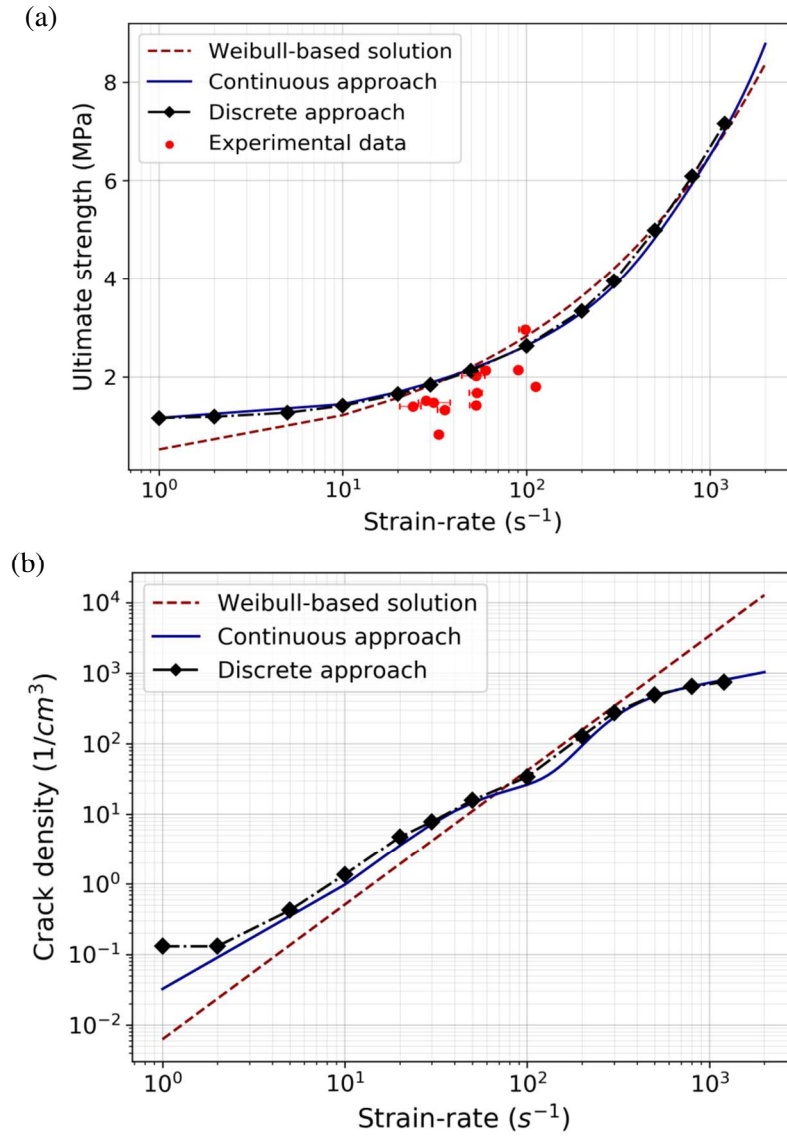 (a)
Weibull-based solution
Continuous approach
Discrete approach
Experimental data
Ultimate strength (MPa)
8
6
4
2
10⁰
10¹
10²
10³
Strain-rate (s⁻¹)
(b)
Weibull-based solution
Continuous approach
Discrete approach
Crack density (1/cm³)
10⁴
10³
10²
10¹
10⁰
10⁻¹
10⁻²
10⁰
10¹
10²
10³
Strain-rate (s⁻¹)